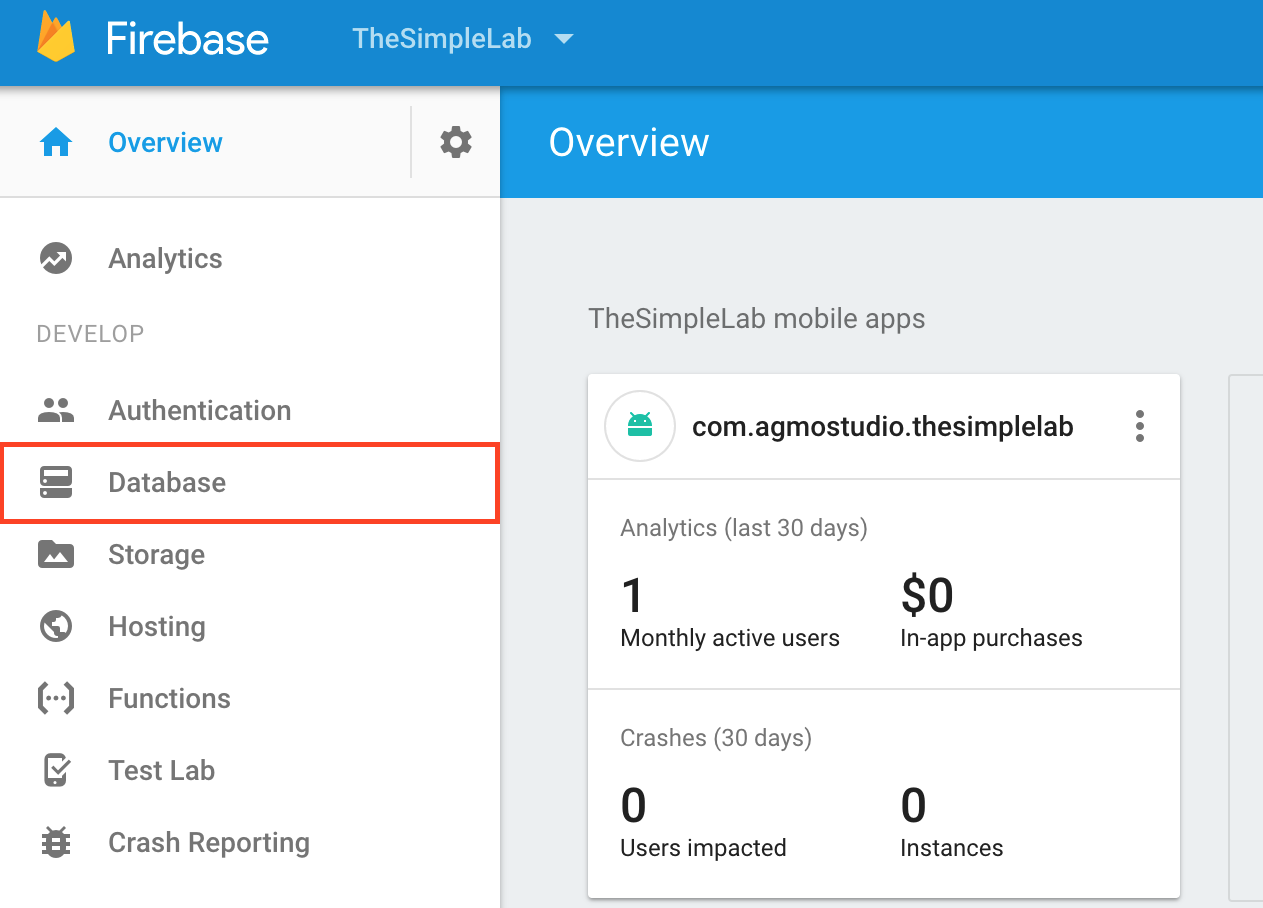 Firebase
TheSimpleLab
Overview
Overview
Analytics
DEVELOP
Authentication
Database
Storage
Hosting
Functions
Test Lab
Crash Reporting
TheSimpleLab mobile apps
com.agmostudio.thesimplelab
Analytics (last 30 days)
1 $0
Monthly active users In-app purchases
Crashes (30 days)
0 0
Users impacted Instances